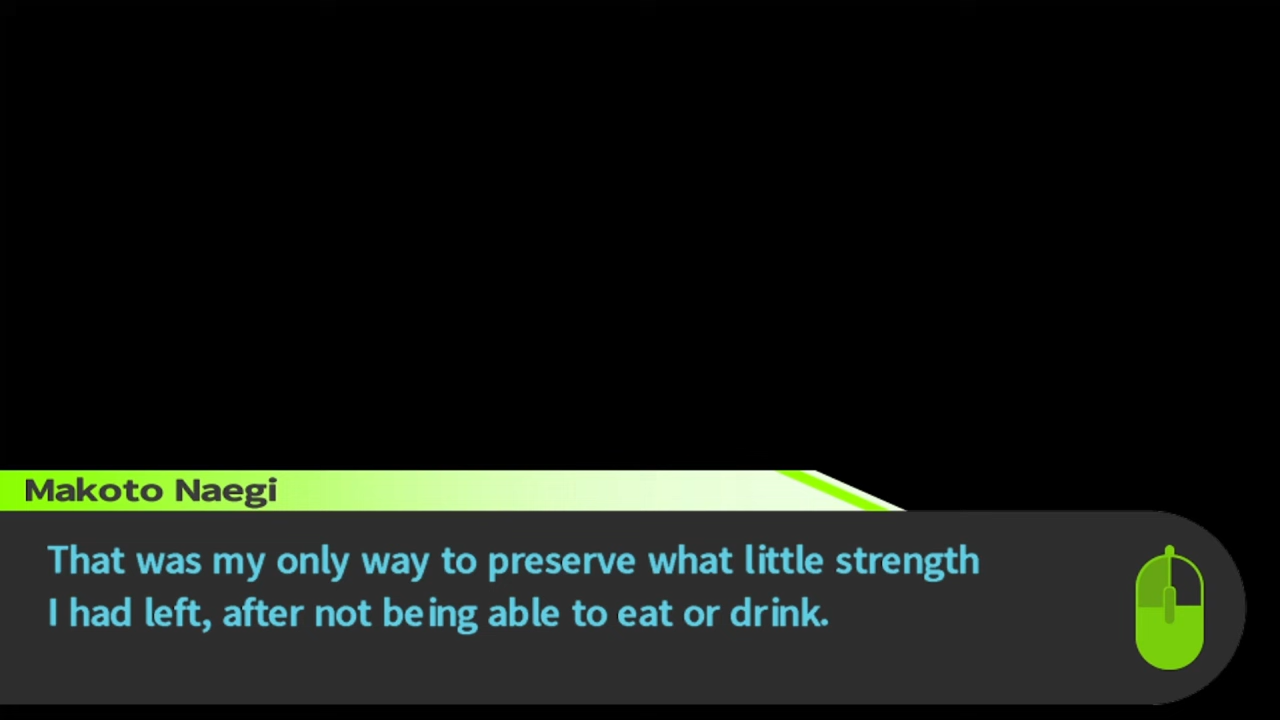 Makoto Naegi
That was my only way to preserve what little strength
I had left, after not being able to eat or drink.